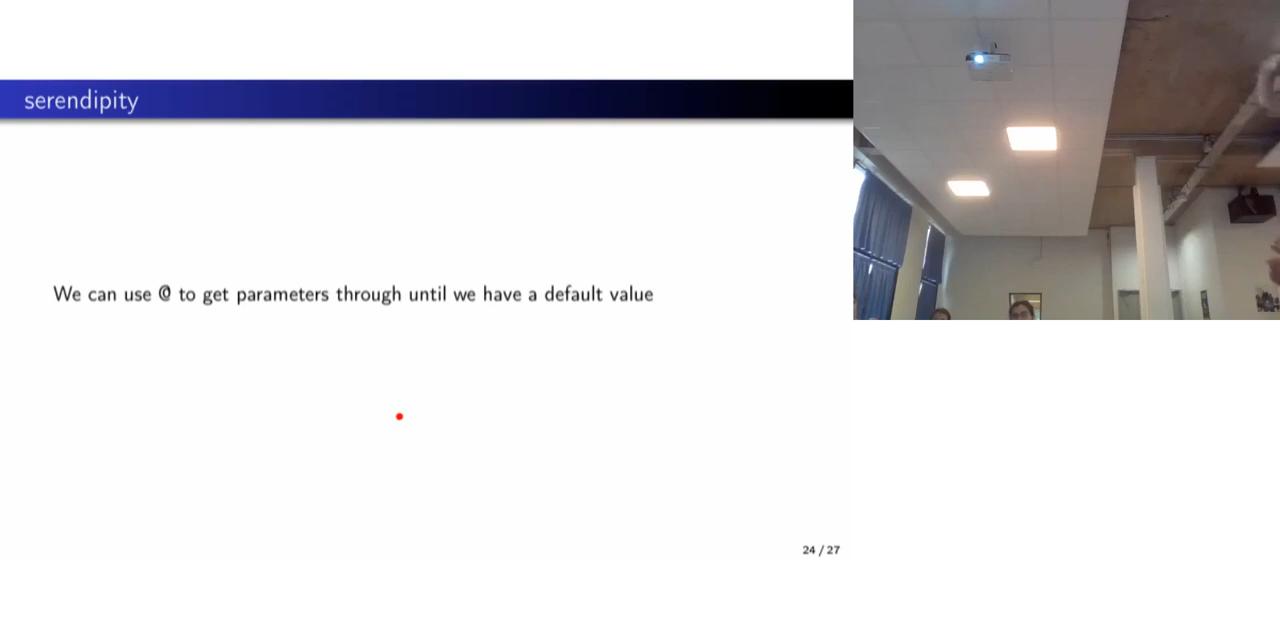 serendipity
We can use @ to get parameters through until we have a default value
24 / 27